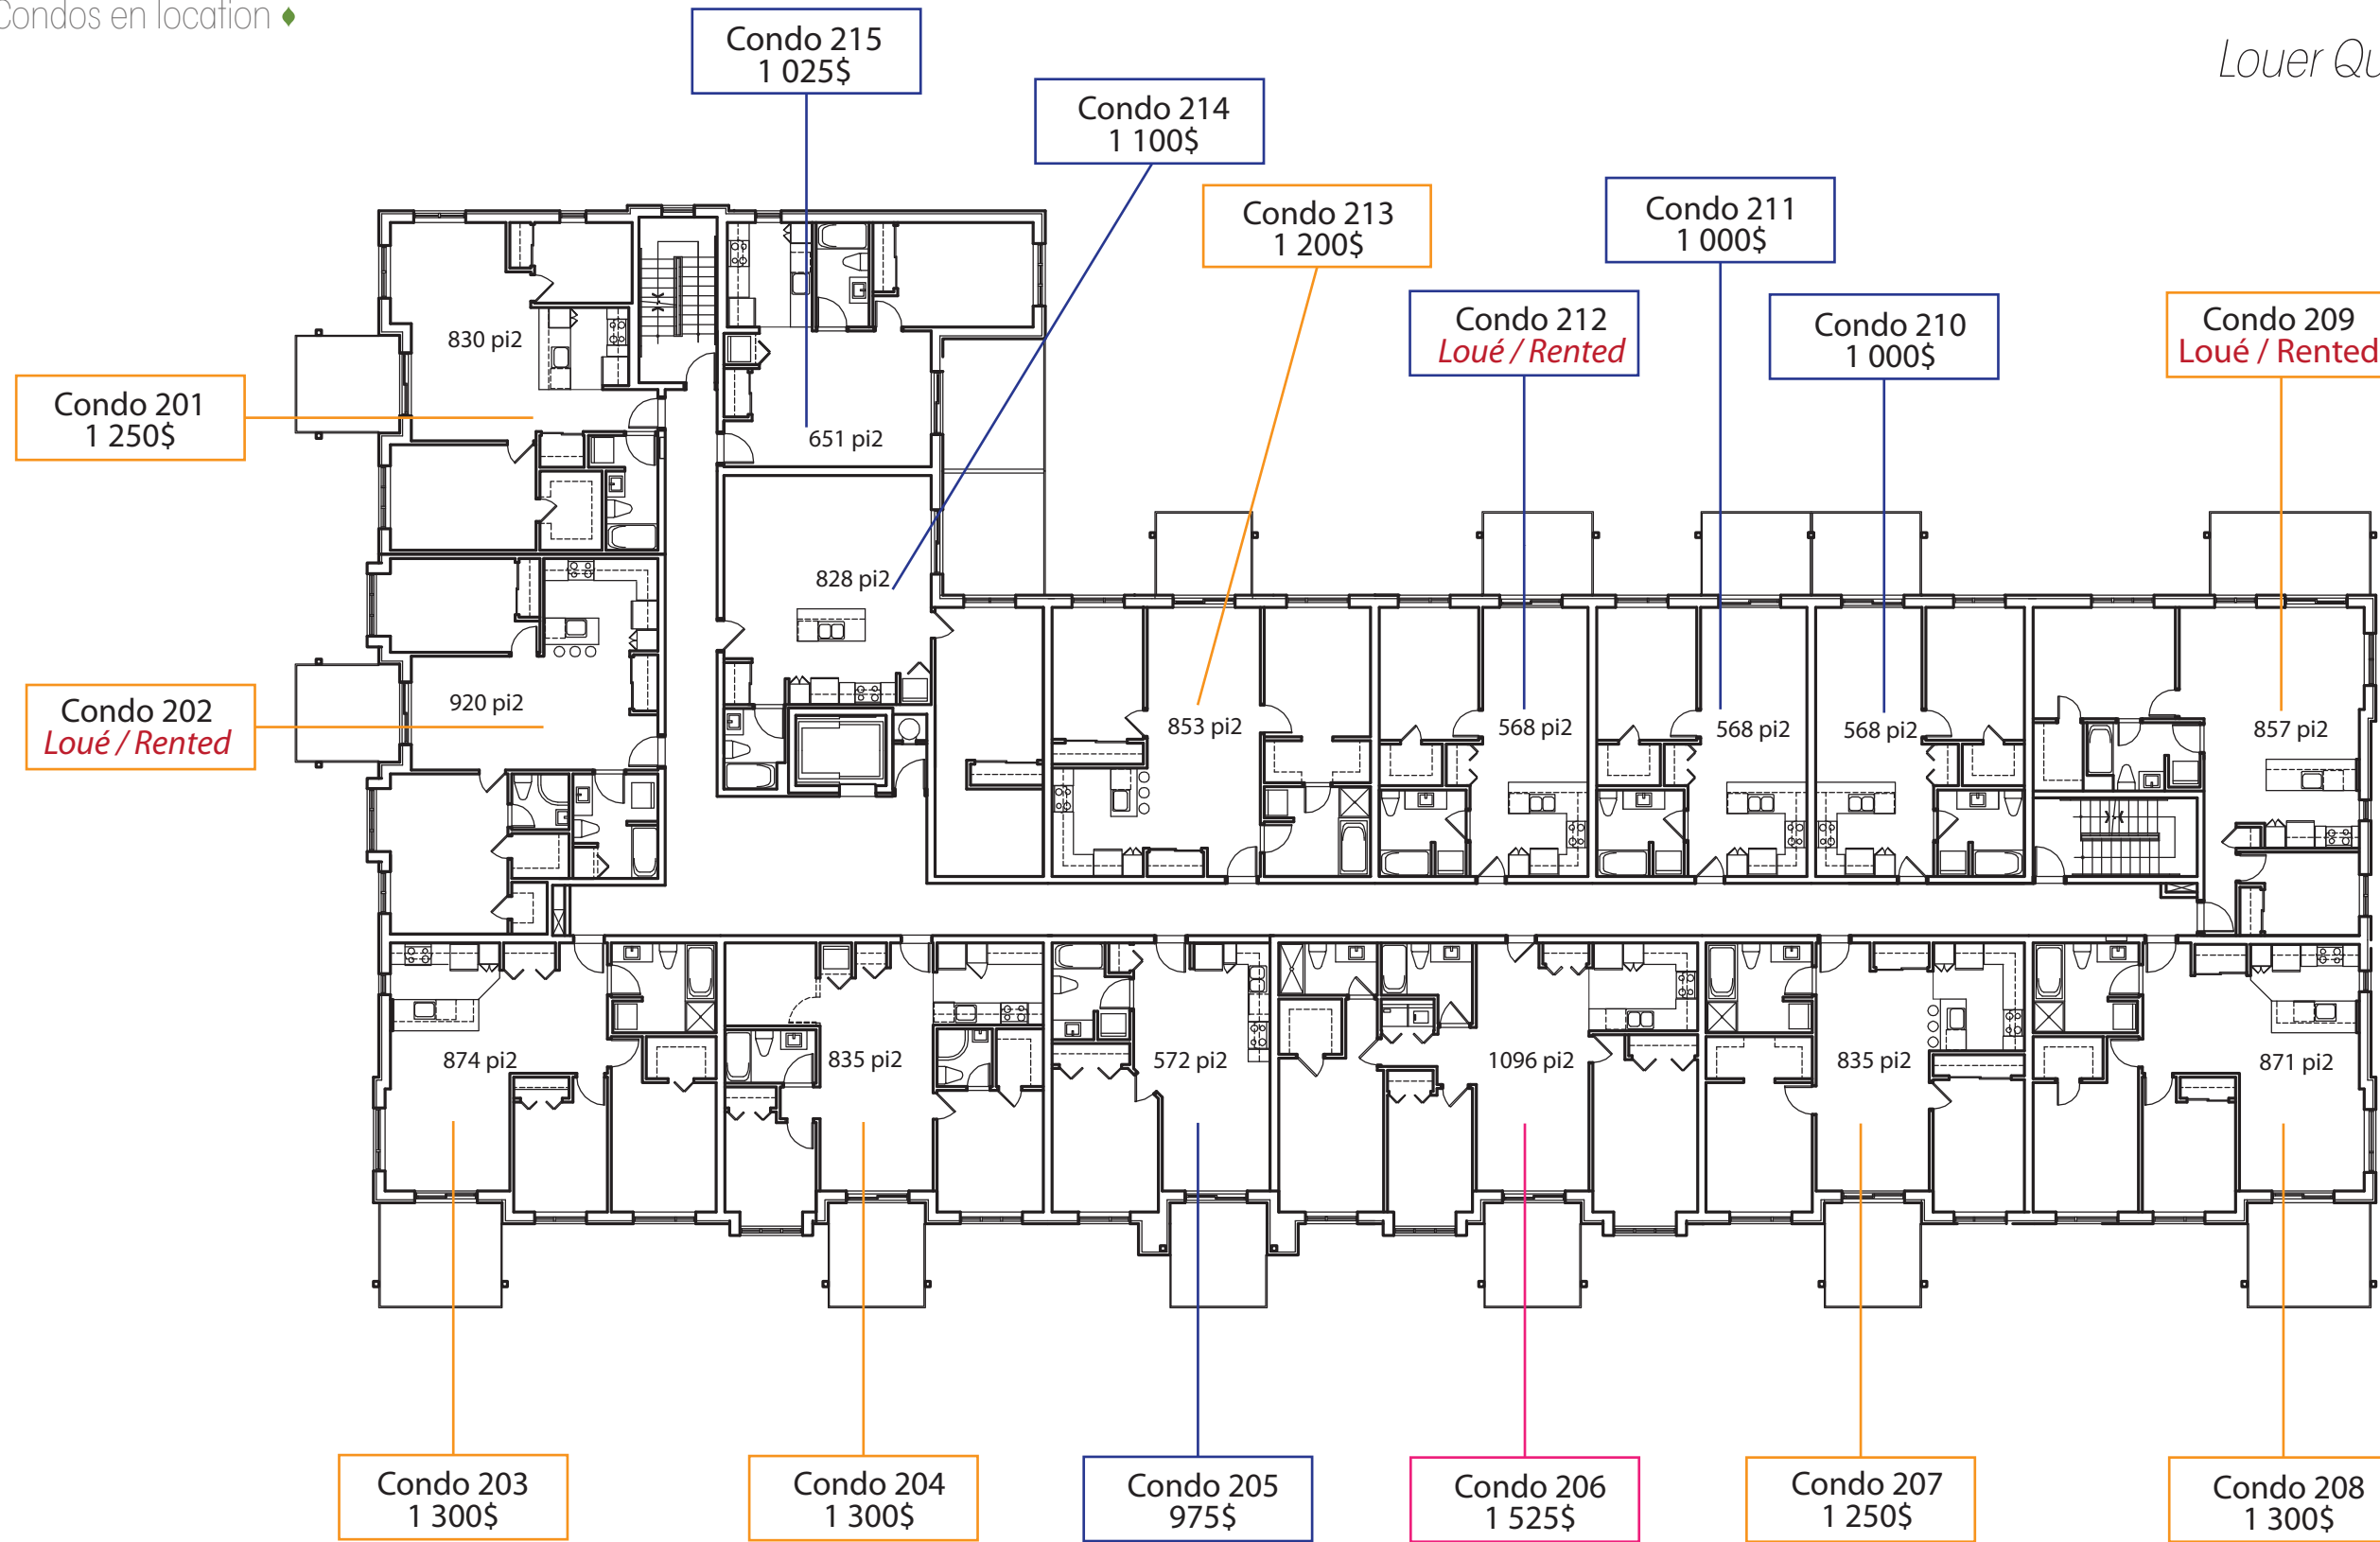 Condos en location
Louer Qu
Condo 215
1 025$
Condo 214
1 100$
Condo 213
1 200$
Condo 211
1 000$
Condo 212
Loué / Rented
Condo 210
1 000$
Condo 209
Loué / Rented
830 pi2
Condo 201
1 250$
651 pi2
828 pi2
Condo 202
Loué / Rented
920 pi2
853 pi2
568 pi2
568 pi2
568 pi2
857 pi2
874 pi2
835 pi2
572 pi2
1096 pi2
835 pi2
871 pi2
Condo 203
1 300$
Condo 204
1 300$
Condo 205
975$
Condo 206
1 525$
Condo 207
1 250$
Condo 208
1 300$